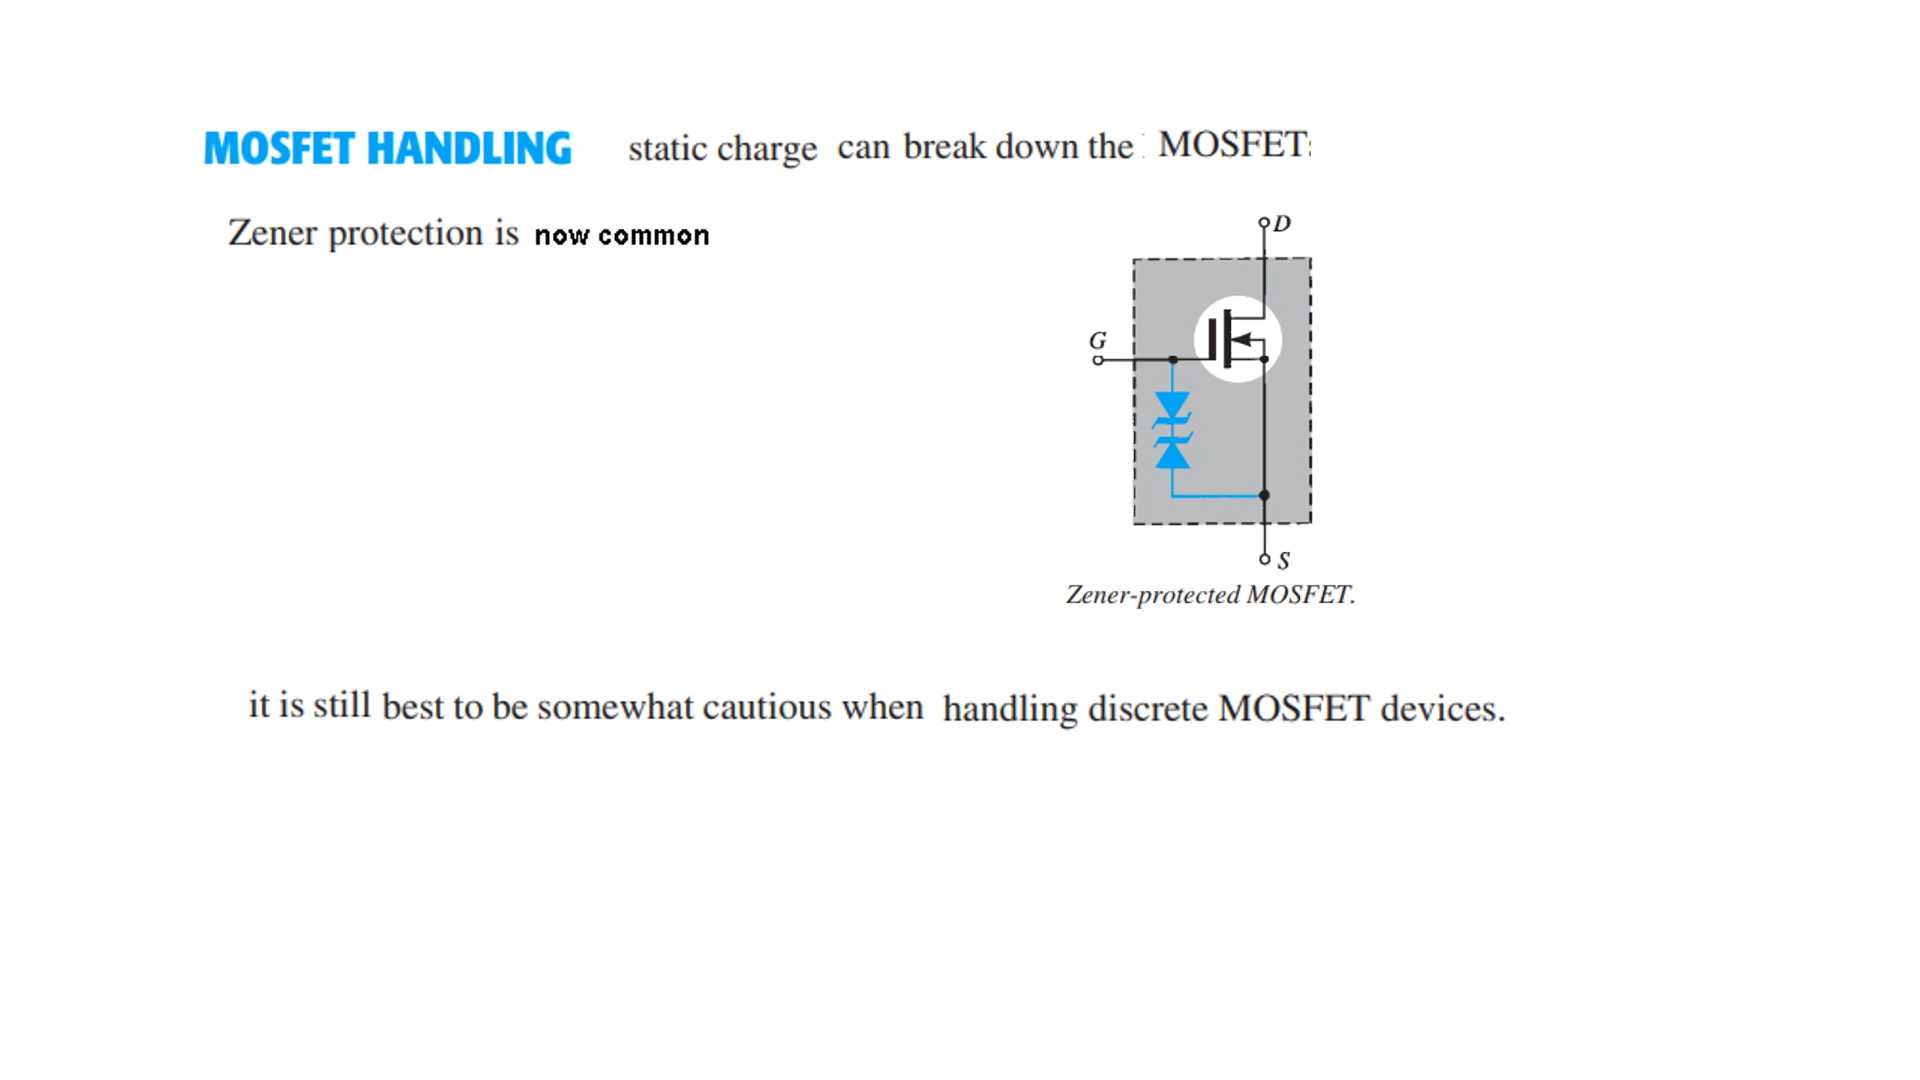 MOSFET HANDLING static charge can break down the MOSFET
Zener protection is now common
D
G
S
Zener-protected MOSFET.
it is still best to be somewhat cautious when handling discrete MOSFET devices.